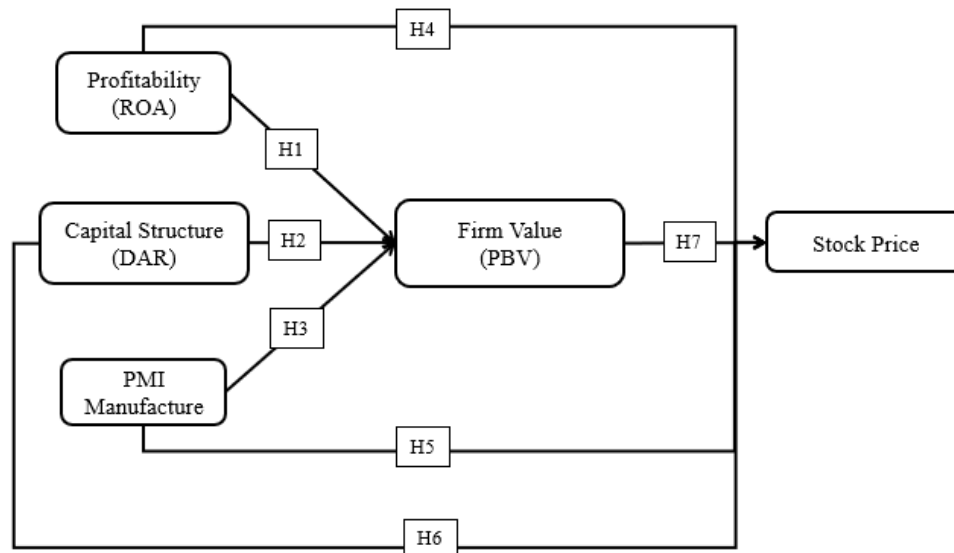 H4
Profitability
(ROA)
H1
Capital Structure
(DAR)
H2
Firm Value
(PBV)
H7
Stock Price
H3
PMI
Manufacture
H5
H6